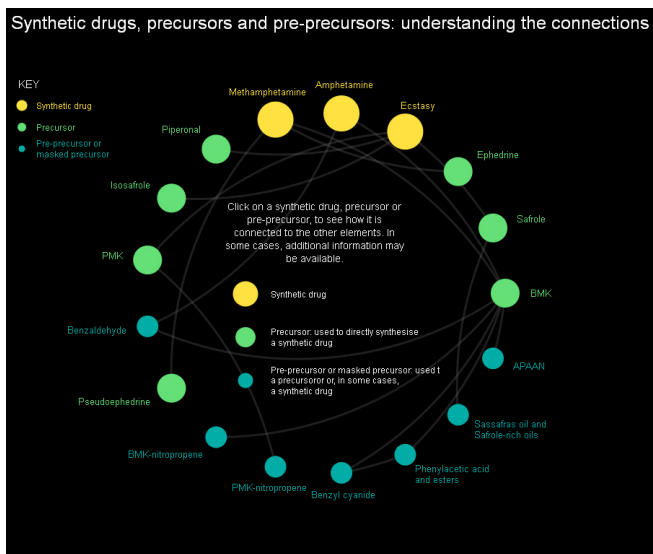 Synthetic drugs, precursors and pre-precursors: understanding the connections
KEY
Synthetic drug
Precursor
Pre-precursor or
masked precursor
Methamphetamine
Amphetamine
Ecstasy
Piperonal
Ephedrine
Isosafrole
Safrole
PMK
BMK
Benzaldehyde
APAAN
Pseudoephedrine
Sassafras oil and
Safrole-rich oils
BMK-nitropropene
Phenylacetic acid
and esters
PMK-nitropropene
Benzyl cyanide
Click on a synthetic drug, precursor or
pre-precursor, to see how it is
connected to the other elements. In
some cases, additional information may
be available.
Synthetic drug
Precursor: used to directly synthesise
a synthetic drug
Pre-precursor or masked precursor: used t
a precursoror or, in some cases,
a synthetic drug